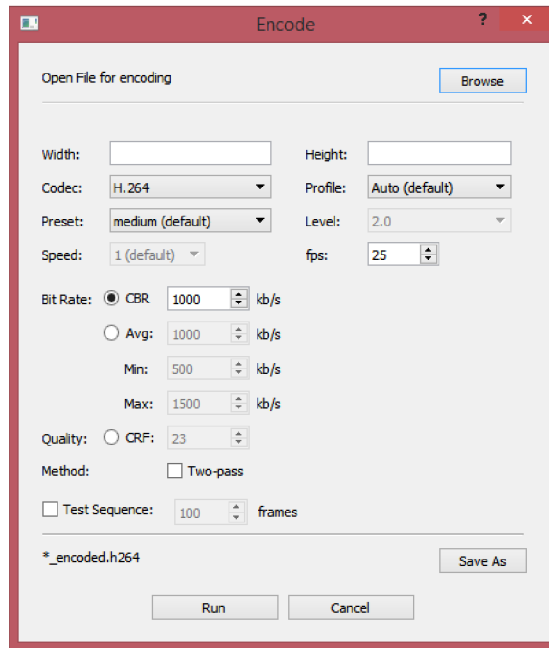 Encode ?
Open File for encoding Browse
Width: Height:
Codec: H.264 Profile: Auto (default)
Preset: medium (default) Level: 2.0
Speed: 1 (default) fps: 25
Bit Rate: CBR 1000 kb/s
Avg: 1000 kb/s
Min: 500 kb/s
Max: 1500 kb/s
Quality: CRF: 23
Method: Two-pass
Test Sequence: 100 frames
*_encoded.h264 Save As
Run Cancel